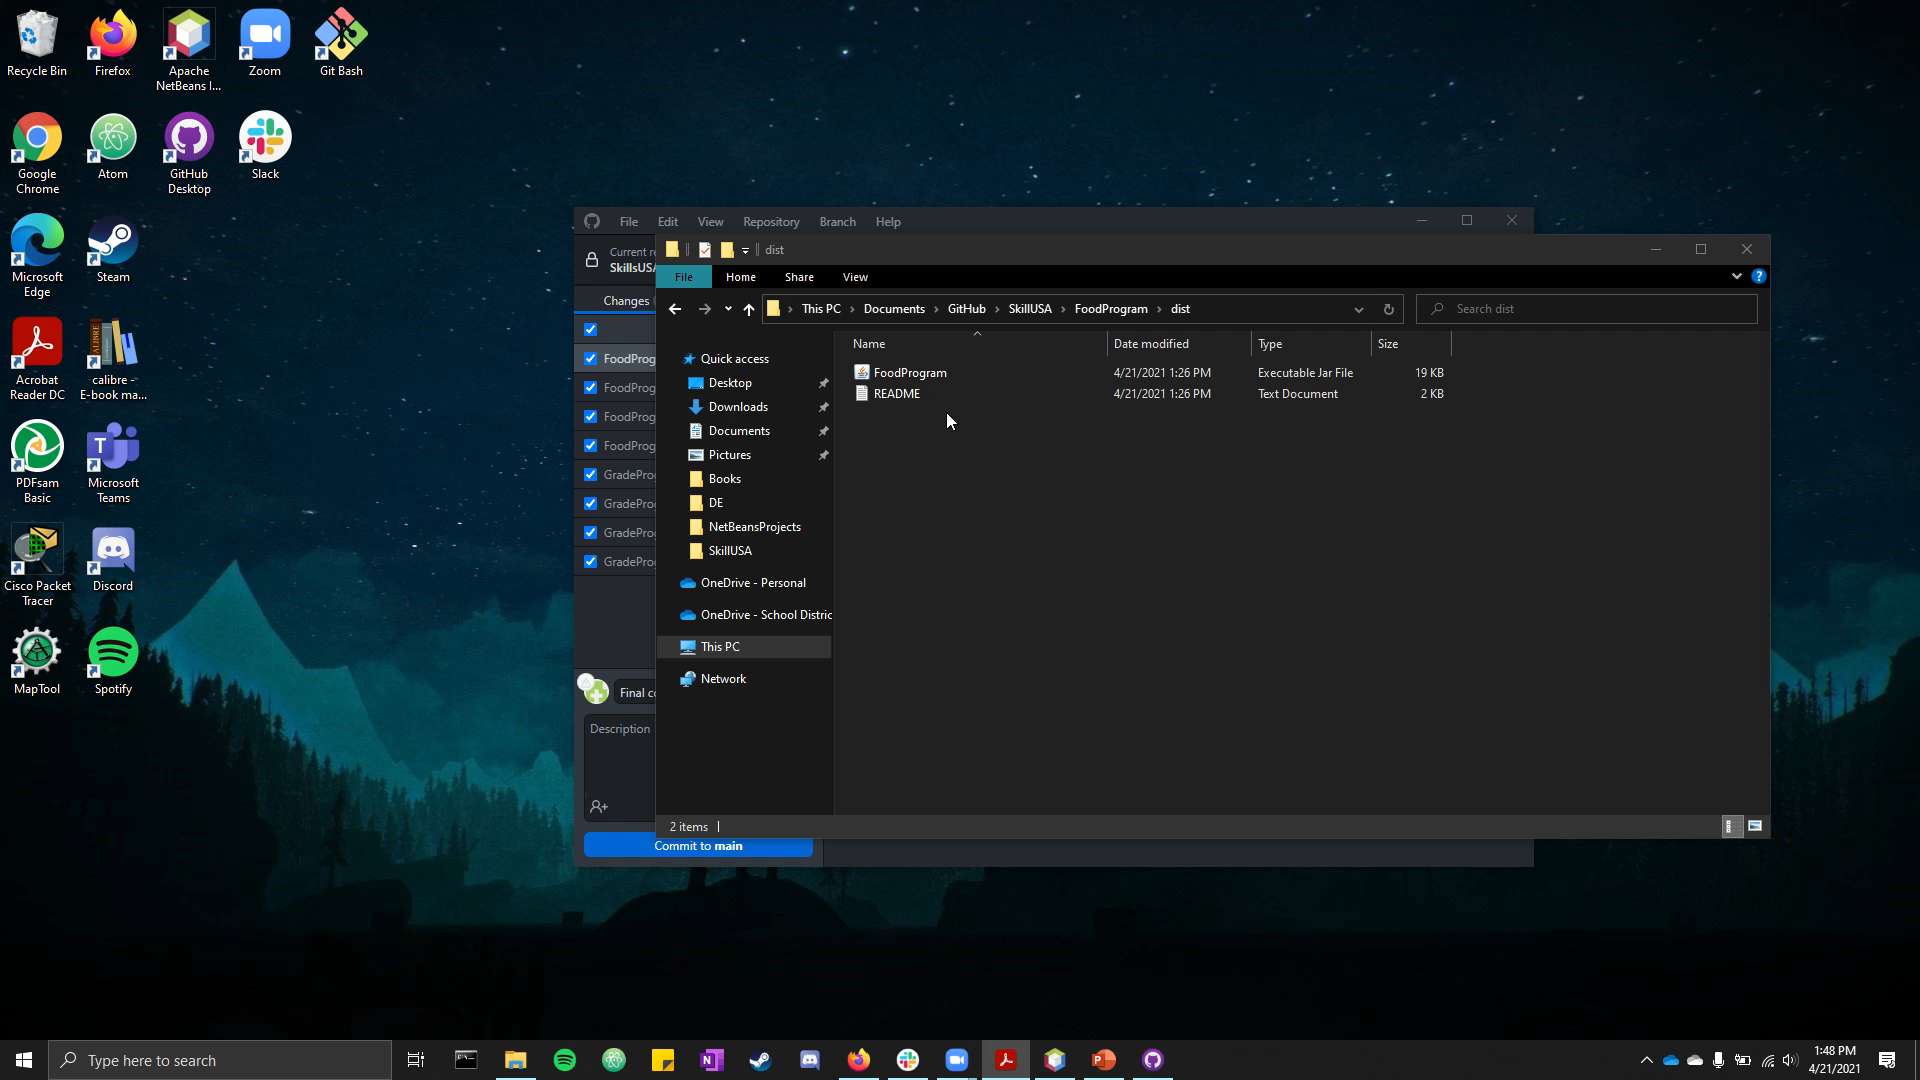 Recycle Bin
Firefox
Apache
NetBeans I...
Zoom
Git Bash
Google
Chrome
Atom
GitHub
Desktop
Slack
Microsoft
Edge
Steam
Acrobat
Reader DC
calibre -
E-book ma...
PDFsam
Basic
Microsoft
Teams
Cisco Packet
Tracer
Discord
MapTool
Spotify
File Edit View Repository Branch Help
Current re
SkillsUSA
Changes
FoodProg
FoodProg
FoodProg
FoodProg
GradePro
GradePro
GradePro
GradePro
Final co
Description
Commit to main
dist
File Home Share View
This PC Documents GitHub SkillUSA FoodProgram dist
Search dist
Name Date modified Type Size
FoodProgram 4/21/2021 1:26 PM Executable Jar File 19 KB
README 4/21/2021 1:26 PM Text Document 2 KB
Quick access
Desktop
Downloads
Documents
Pictures
Books
DE
NetBeansProjects
SkillUSA
OneDrive - Personal
OneDrive - School Distric
This PC
Network
2 items
Type here to search
1:48 PM
4/21/2021